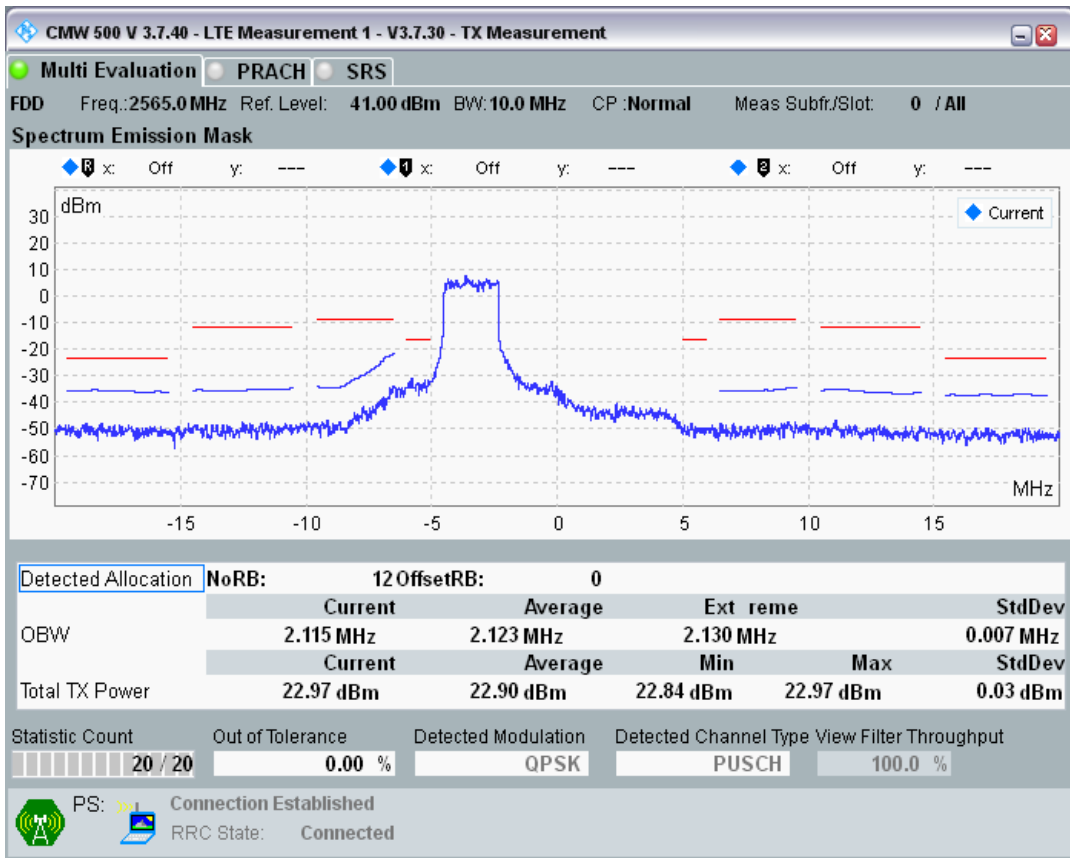 CMW 500 V 3.7.40 - LTE Measurement 1 - V3.7.30 - TX Measurement
Multi Evaluation PRACH SRS
FDD Freq.:2565.0 MHz Ref. Level: 41.00 dBm BW:10.0 MHz CP :Normal Meas Subfr./Slot: 0 / All
Spectrum Emission Mask
R x: Off y: --- 1 x: Off y: --- 2 x: Off y: ---
dBm
Current
30
20
10
0
-10
-20
-30
-40
-50
-60
-70
MHz
-15 -10 -5 0 5 10 15
Detected Allocation NoRB: 12 OffsetRB: 0
Current Average Ext reme StdDev
OBW 2.115 MHz 2.123 MHz 2.130 MHz 0.007 MHz
Current Average Min Max StdDev
Total TX Power 22.97 dBm 22.90 dBm 22.84 dBm 22.97 dBm 0.03 dBm
Statistic Count Out of Tolerance Detected Modulation Detected Channel Type View Filter Throughput
20 / 20 0.00 % QPSK PUSCH 100.0 %
PS: Connection Established
RRC State: Connected